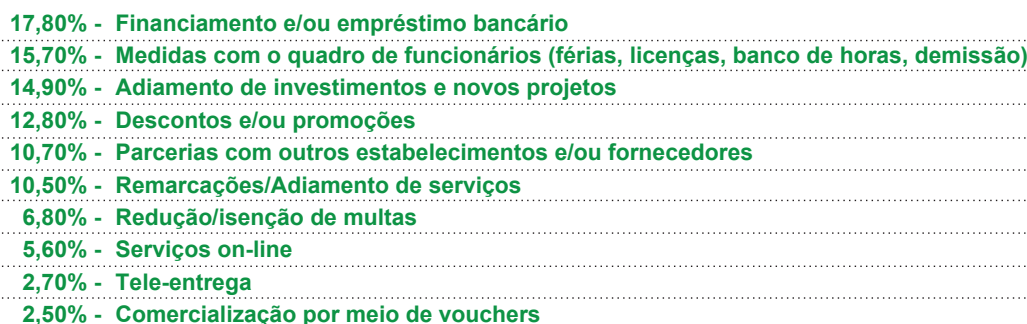 17,80% - Financiamento e/ou empréstimo bancário
15,70% - Medidas com o quadro de funcionários (férias, licenças, banco de horas, demissão)
14,90% - Adiamento de investimentos e novos projetos
12,80% - Descontos e/ou promoções
10,70% - Parcerias com outros estabelecimentos e/ou fornecedores
10,50% - Remarcações/Adiamento de serviços
6,80% - Redução/isenção de multas
5,60% - Serviços on-line
2,70% - Tele-entrega
2,50% - Comercialização por meio de vouchers